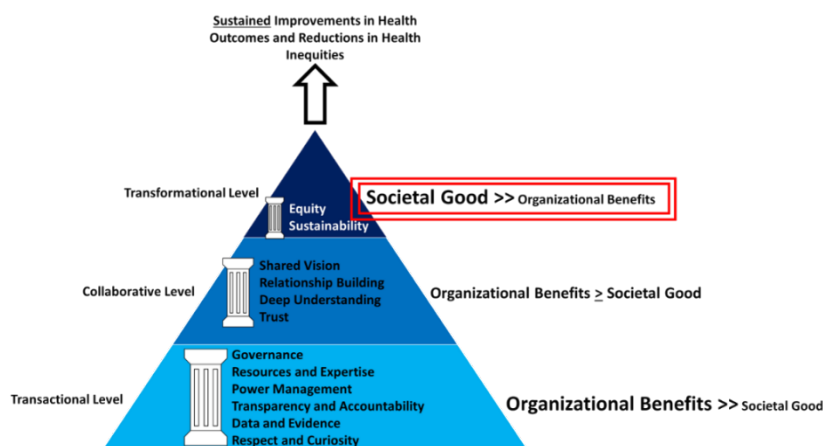 Sustained Improvements in Health
Outcomes and Reductions in Health
Inequities
Transformational Level
Equity
Sustainability
Societal Good >> Organizational Benefits
Collaborative Level
Shared Vision
Relationship Building
Deep Understanding
Trust
Organizational Benefits ≥ Societal Good
Transactional Level
Governance
Resources and Expertise
Power Management
Transparency and Accountability
Data and Evidence
Respect and Curiosity
Organizational Benefits >> Societal Good